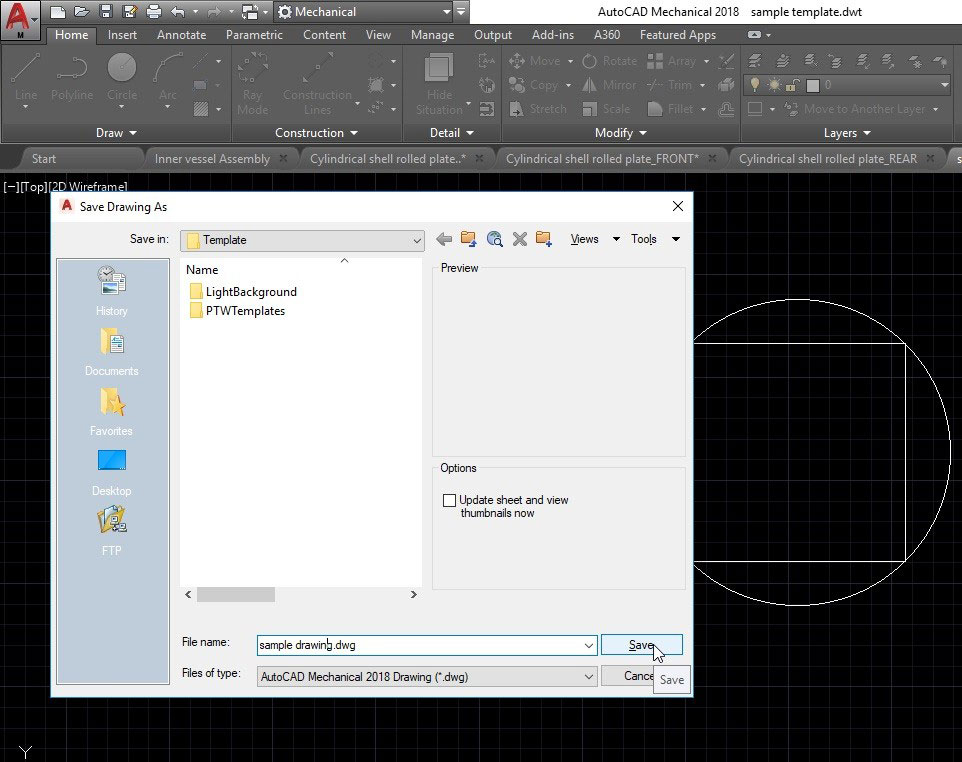 Mechanical
AutoCAD Mechanical 2018 sample template.dwt
M
Home Insert Annotate Parametric Content View Manage Output Add-ins A360 Featured Apps
Line Polyline Circle Arc
Ray Mode
Construction Lines
Hide Situation
Move Rotate Array
Copy Mirror Trim
Stretch Scale Fillet
0
Move to Another Layer
Draw Construction Detail Modify Layers
Start Inner vessel Assembly Cylindrical shell rolled plate..* Cylindrical shell rolled plate_FRONT* Cylindrical shell rolled plate_REAR s
[−][Top][2D Wireframe]
Save Drawing As
Save in: Template Views Tools
Name
LightBackground
PTWTemplates
History
Documents
Favorites
Desktop
FTP
Preview
Options
Update sheet and view
thumbnails now
File name: sample drawing.dwg Save
Files of type: AutoCAD Mechanical 2018 Drawing (*.dwg) Cance
Save
Y